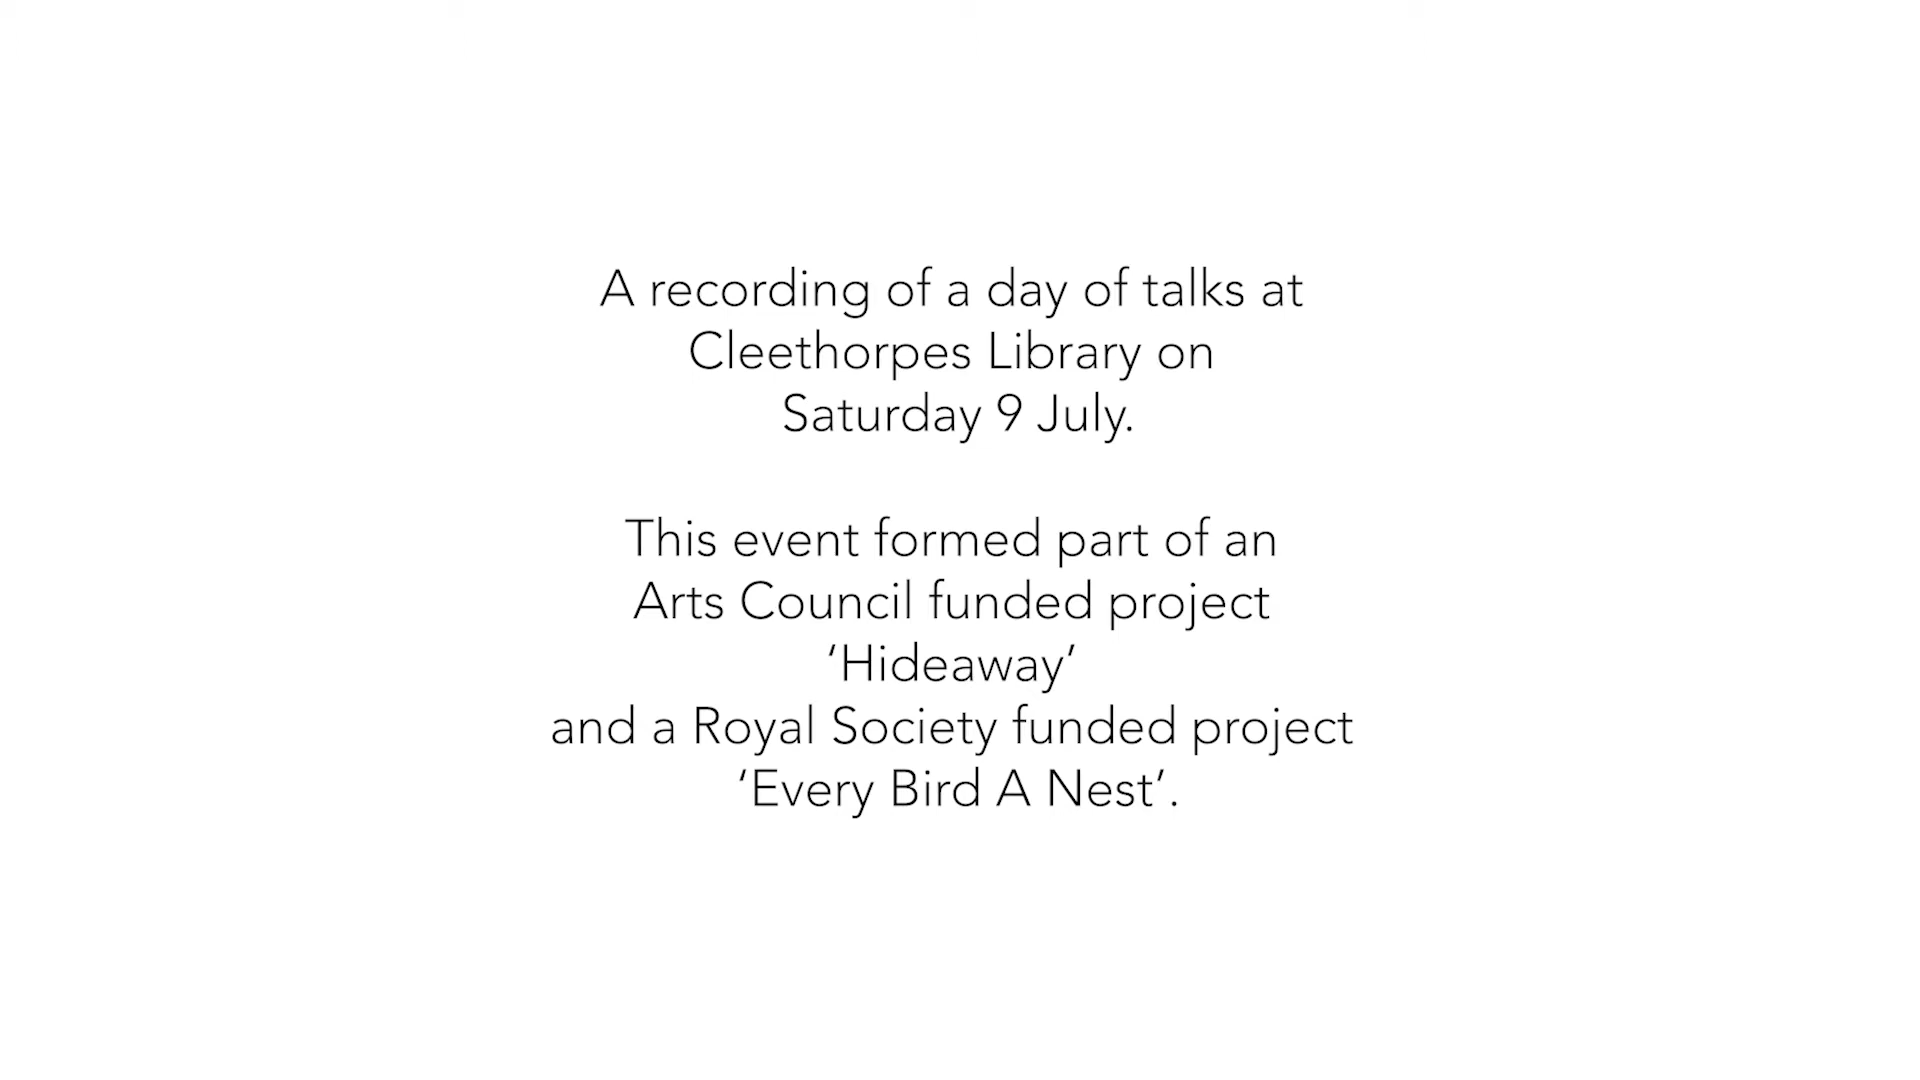 A recording of a day of talks at
Cleethorpes Library on
Saturday 9 July.
This event formed part of an
Arts Council funded project
‘Hideaway’
and a Royal Society funded project
‘Every Bird A Nest’.